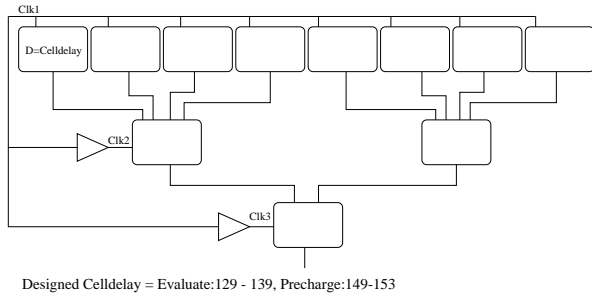 Clk1
D=Celldelay
Clk2
Clk3
Designed Celldelay = Evaluate:129 - 139, Precharge:149-153